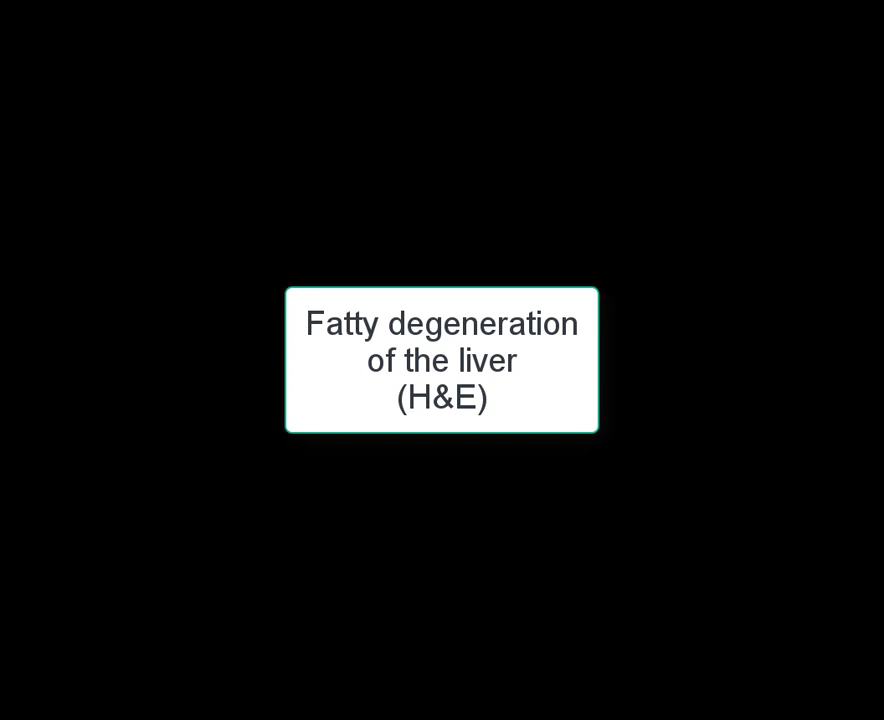 Fatty degeneration
of the liver
(H&E)